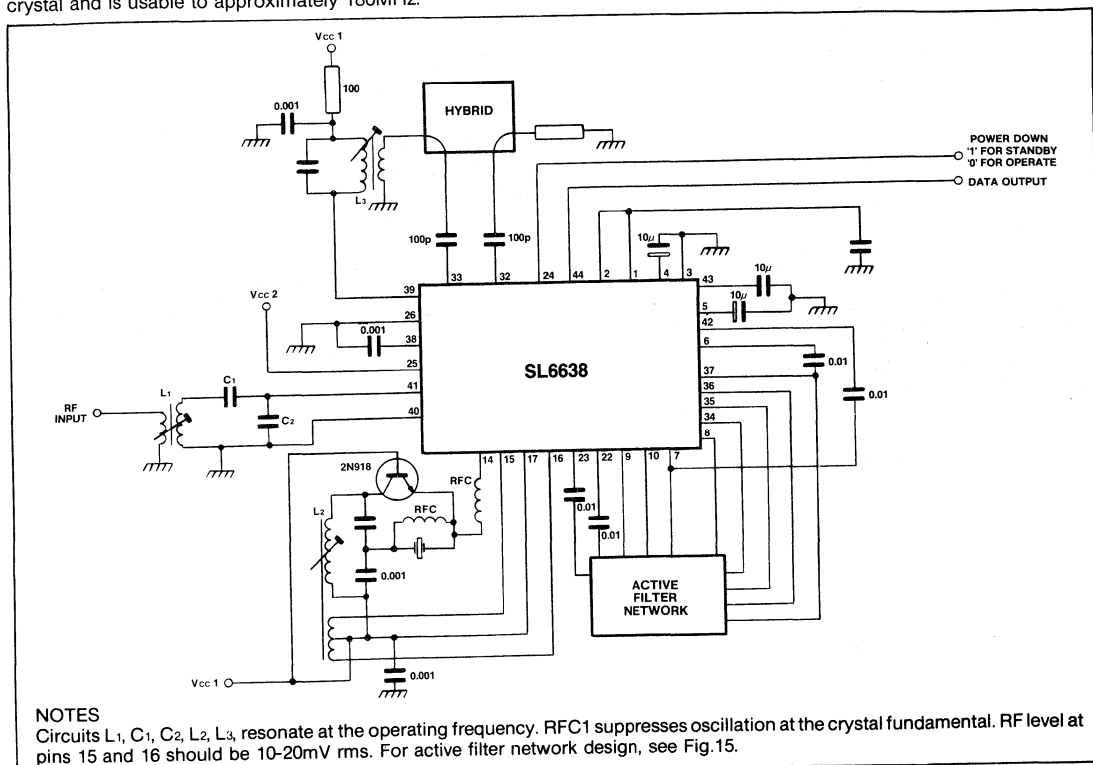 crystal and is usable to approximately 180MHz.
Vcc 1
100
0.001
HYBRID
L3
100p
100p
POWER DOWN
'1' FOR STANDBY
'0' FOR OPERATE
DATA OUTPUT
10μ
33
32
24
44
2
1
4
3
39
26
38
25
41
40
43
5
42
6
37
36
35
34
8
10μ
10μ
0.01
0.01
Vcc 2
0.001
SL6638
L1
C1
C2
RF
INPUT
14
15
17
16
23
22
9
10
7
2N918
RFC
RFC
L2
0.001
0.01
0.01
ACTIVE
FILTER
NETWORK
Vcc 1
0.001
NOTES
Circuits L1, C1, C2, L2, L3, resonate at the operating frequency. RFC1 suppresses oscillation at the crystal fundamental. RF level at
pins 15 and 16 should be 10-20mV rms. For active filter network design, see Fig.15.